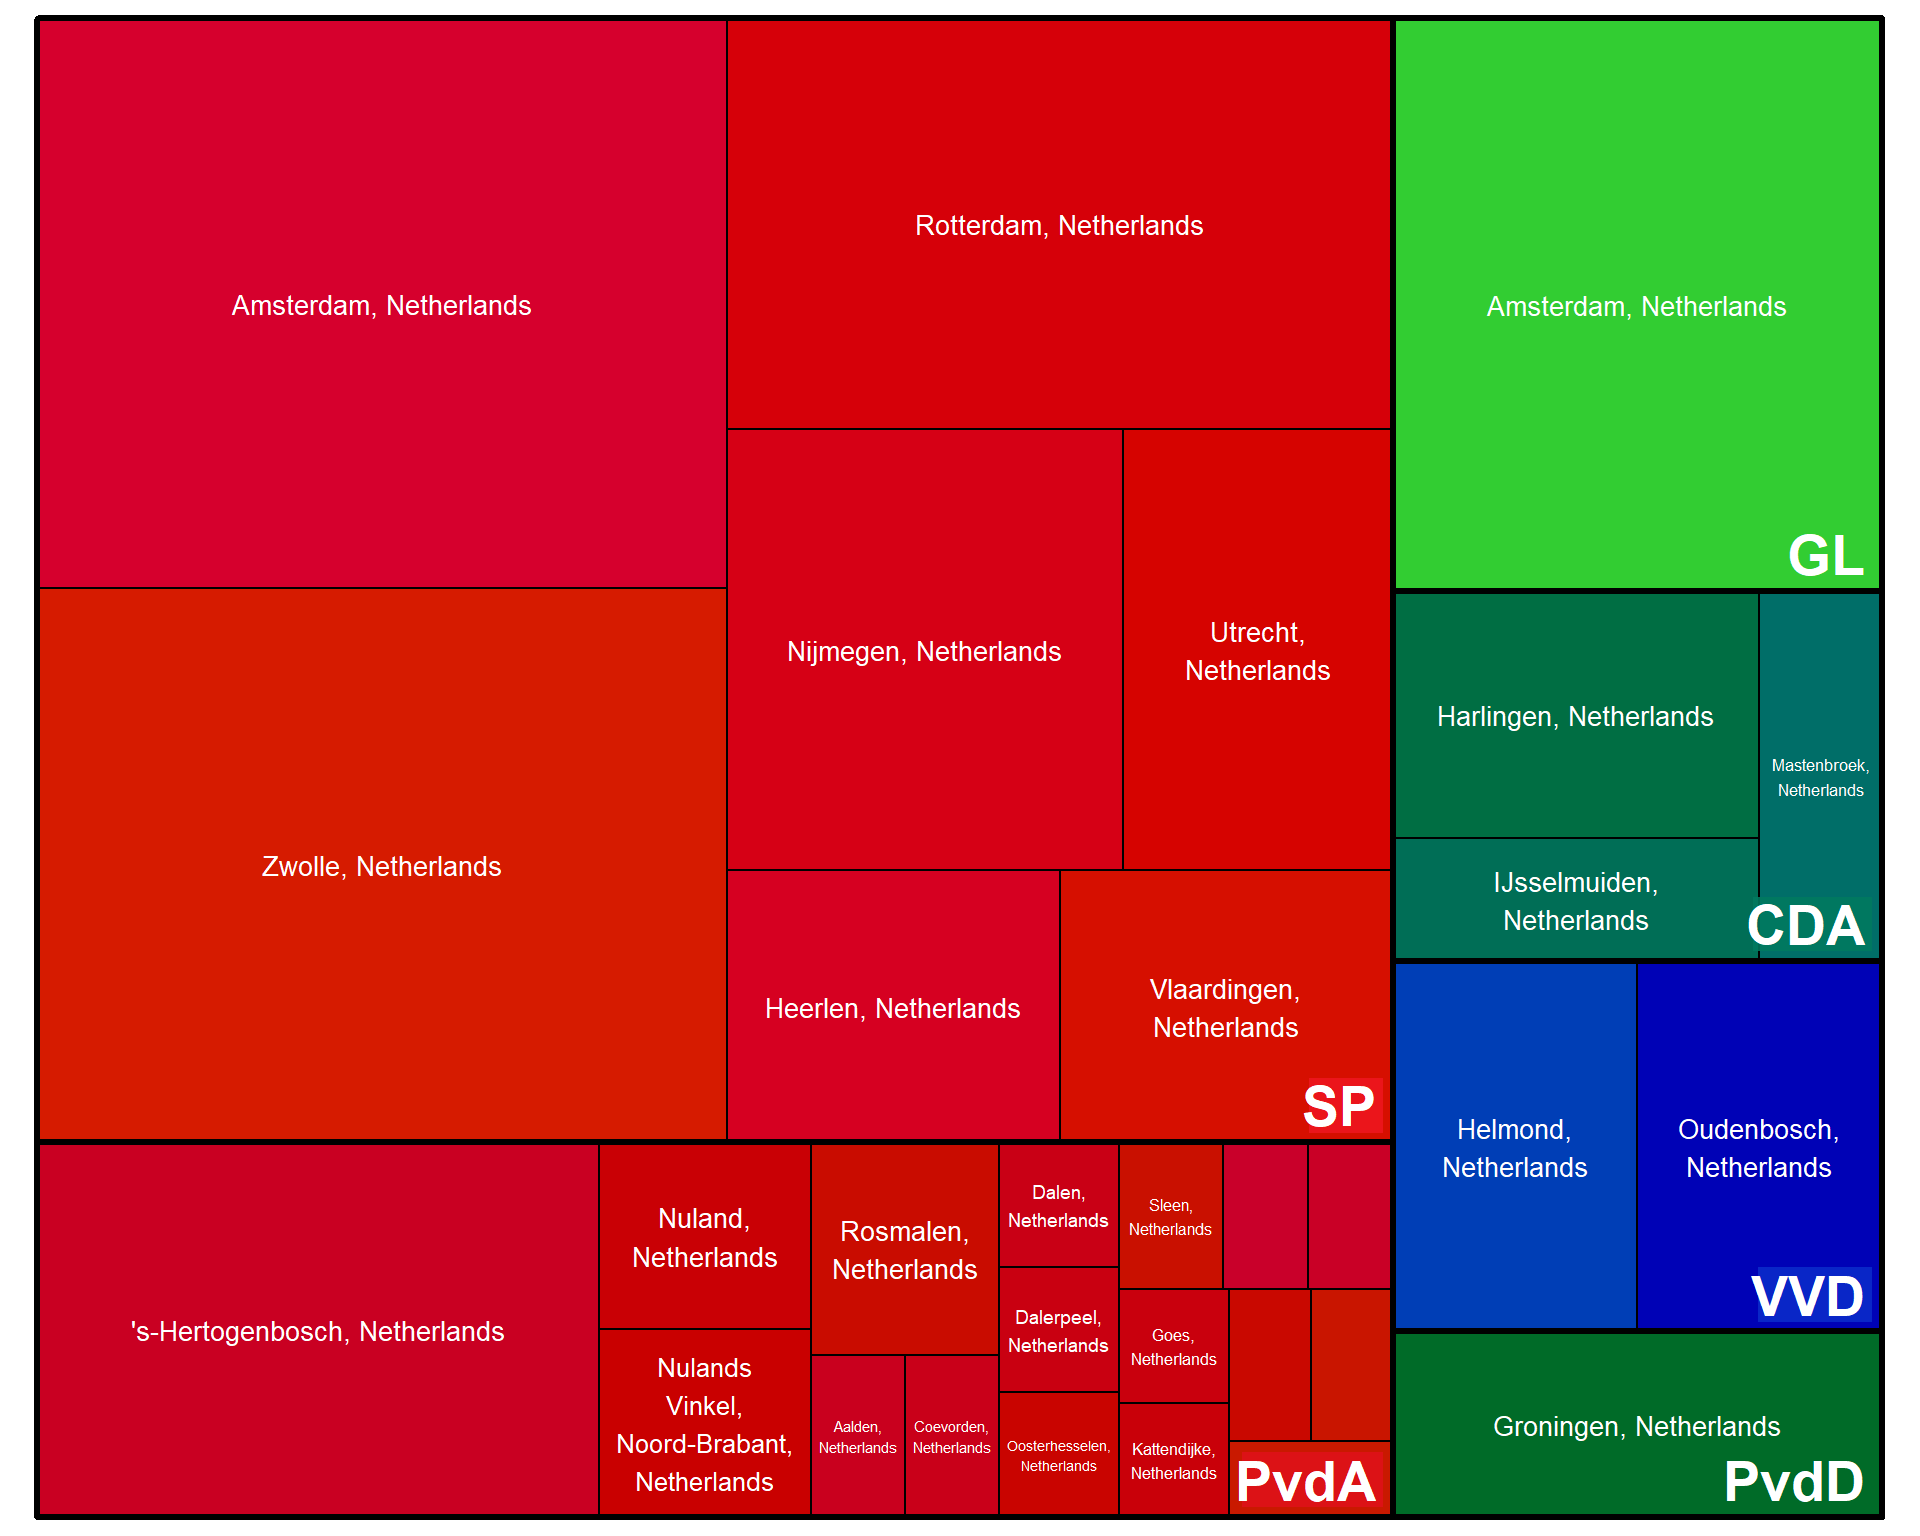 Amsterdam, Netherlands
Rotterdam, Netherlands
Nijmegen, Netherlands
Utrecht,
Netherlands
Zwolle, Netherlands
Heerlen, Netherlands
Vlaardingen,
Netherlands
SP
's-Hertogenbosch, Netherlands
Nuland,
Netherlands
Nulands
Vinkel,
Noord-Brabant,
Netherlands
Rosmalen,
Netherlands
Aalden,
Netherlands
Coevorden,
Netherlands
Dalen,
Netherlands
Dalerpeel,
Netherlands
Oosterhesselen,
Netherlands
Sleen,
Netherlands
Goes,
Netherlands
Kattendijke,
Netherlands
PvdA
Amsterdam, Netherlands
GL
Harlingen, Netherlands
Mastenbroek,
Netherlands
IJsselmuiden,
Netherlands
CDA
Helmond,
Netherlands
Oudenbosch,
Netherlands
VVD
Groningen, Netherlands
PvdD